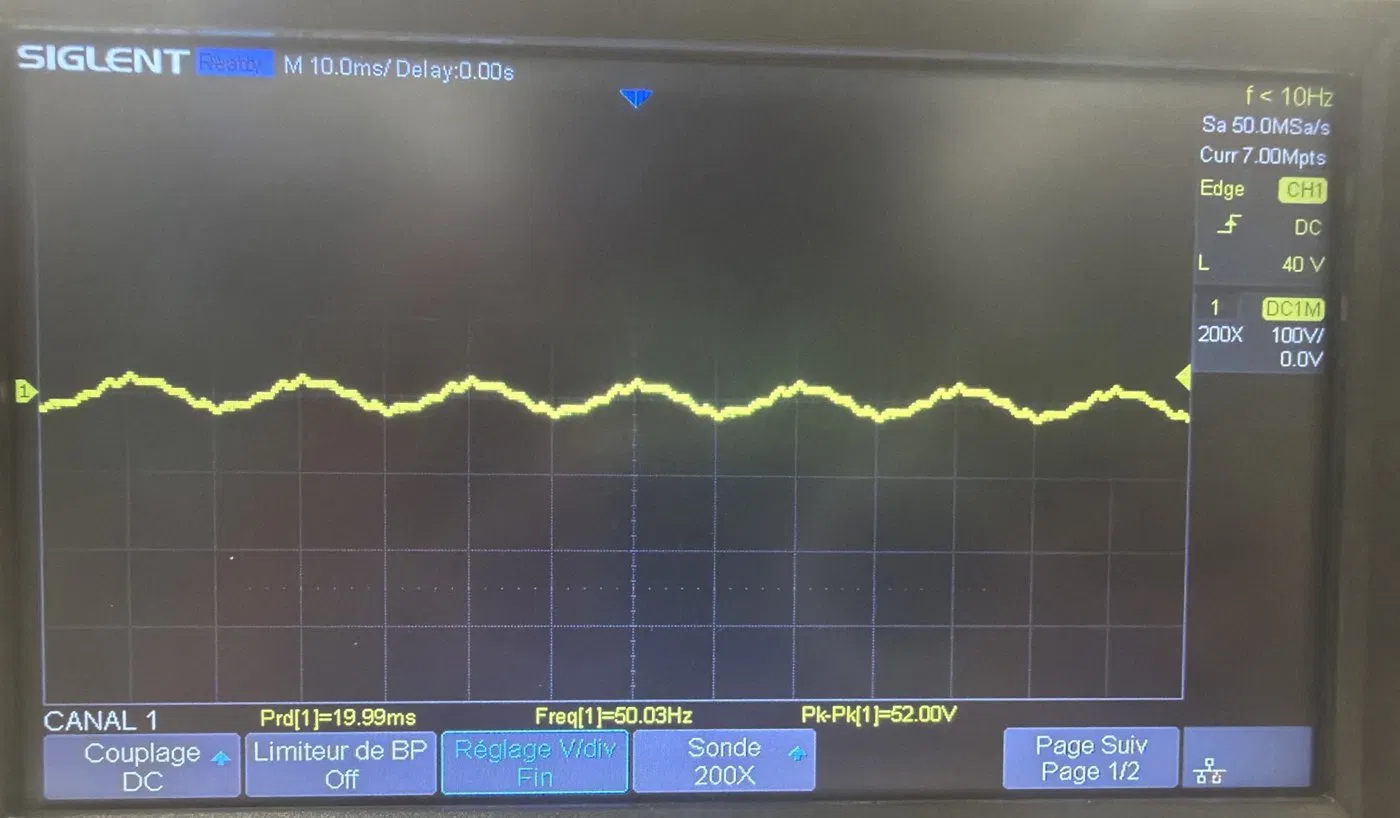 SIGLENT Ready M 10.0ms/ Delay:0.00s
f < 10Hz
Sa 50.0MSa/s
Curr 7.00Mpts
Edge CH1
DC
L 40 V
1 DC1M
200X 100V/
0.0V
1
CANAL 1 Prd[1]=19.99ms Freq[1]=50.03Hz Pk-Pk[1]=52.00V
Couplage
DC
Limiteur de BP
Off
Réglage V/div
Fin
Sonde
200X
Page Suiv
Page 1/2